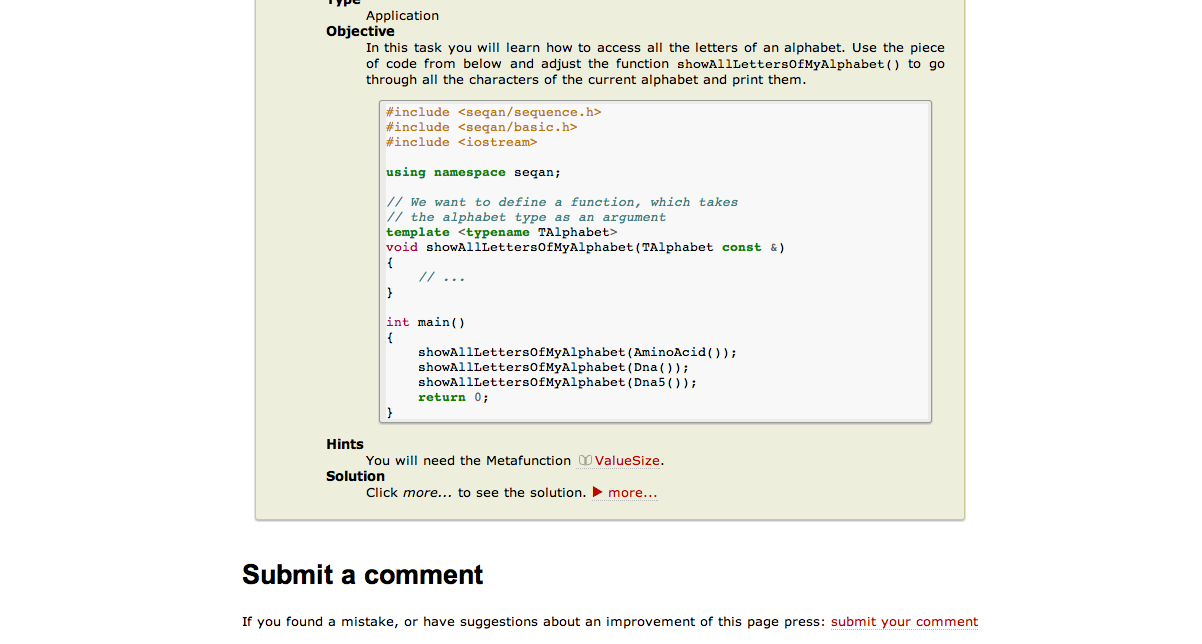 Type
Application
Objective
In this task you will learn how to access all the letters of an alphabet. Use the piece
of code from below and adjust the function showAllLettersOfMyAlphabet() to go
through all the characters of the current alphabet and print them.
#include <seqan/sequence.h>
#include <seqan/basic.h>
#include <iostream>
using namespace seqan;
// We want to define a function, which takes
// the alphabet type as an argument
template <typename TAlphabet>
void showAllLettersOfMyAlphabet(TAlphabet const &)
{
// ...
}
int main()
{
showAllLettersOfMyAlphabet(AminoAcid());
showAllLettersOfMyAlphabet(Dna());
showAllLettersOfMyAlphabet(Dna5());
return 0;
}
Hints
You will need the Metafunction ValueSize.
Solution
Click more... to see the solution. more...
Submit a comment
If you found a mistake, or have suggestions about an improvement of this page press: submit your comment